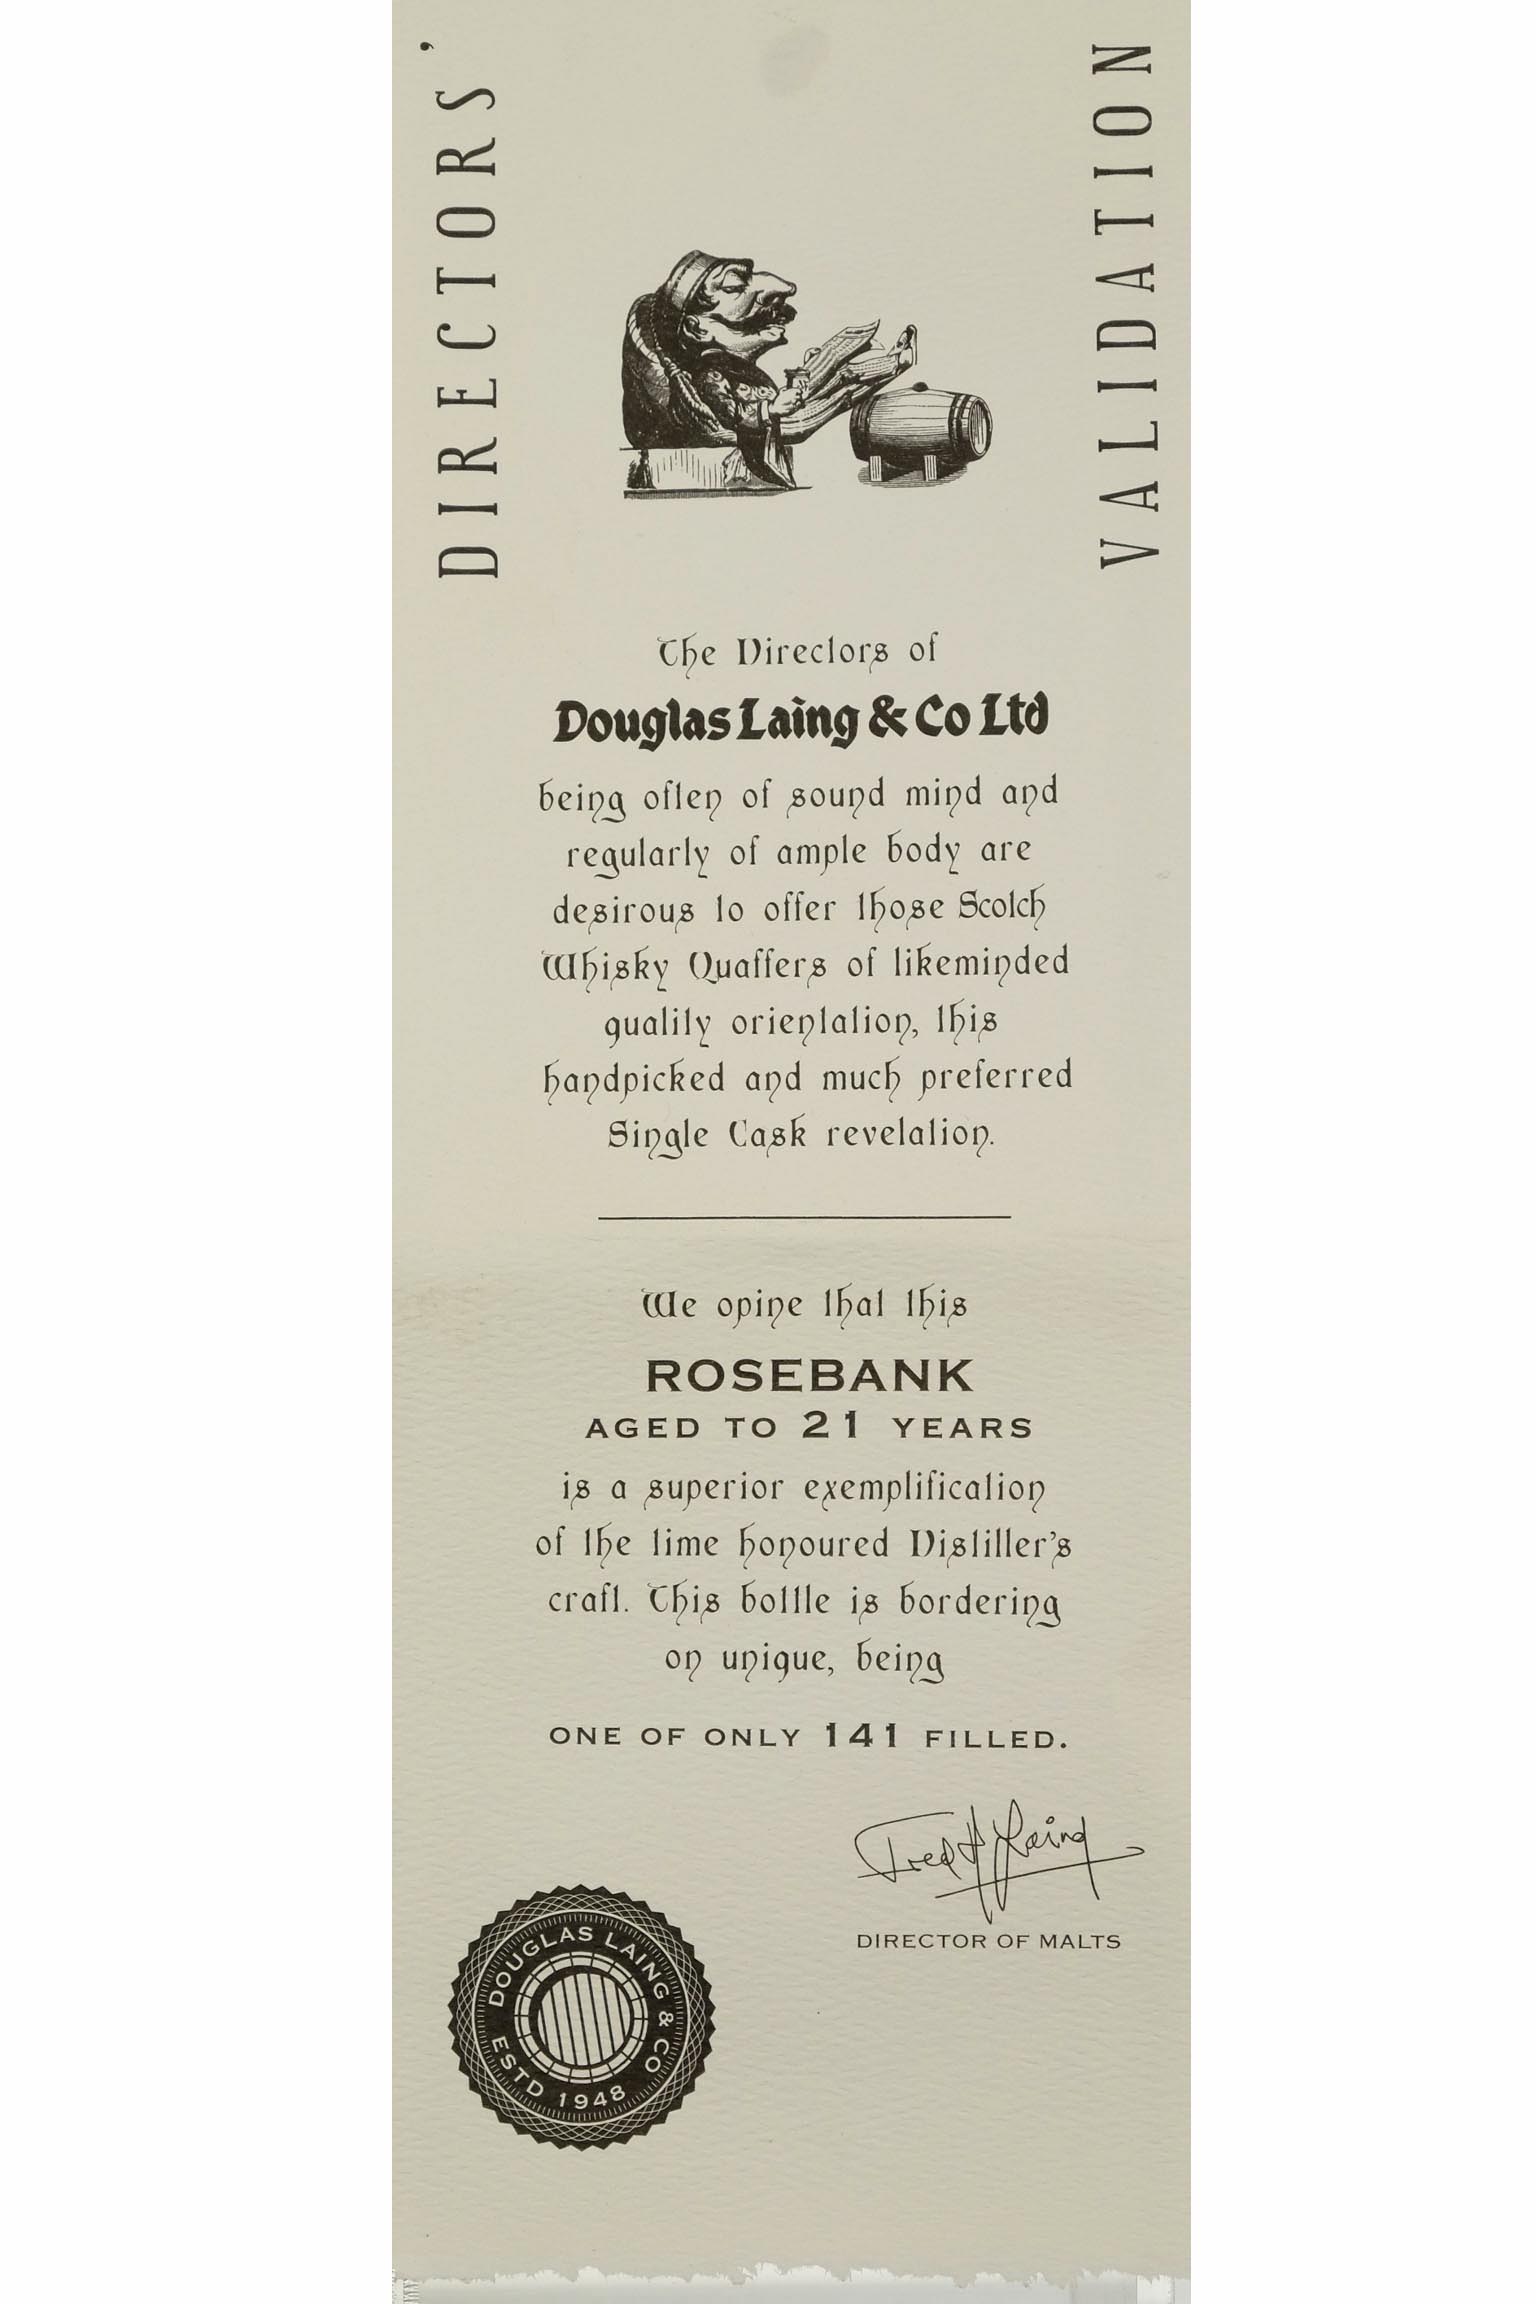 DIRECTORS'
VALIDATION
The Directors of
Douglas Laing & Co Ltd
being often of sound mind and
regularly of ample body are
desirous to offer those Scotch
Whisky Quaffers of likeminded
quality orientation, this
handpicked and much preferred
Single Cask revelation.
We opine that this
ROSEBANK
AGED TO 21 YEARS
is a superior exemplification
of the time honoured Distiller's
craft. This bottle is bordering
on unique, being
ONE OF ONLY 141 FILLED.
Fred H Laing
DIRECTOR OF MALTS
DOUGLAS LAING & CO
ESTD 1948